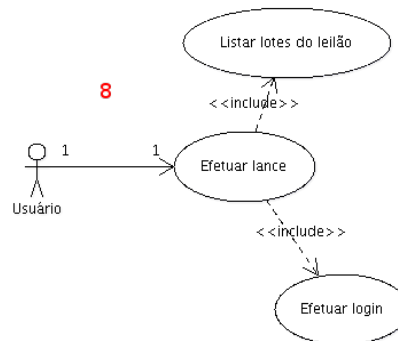 Listar lotes do leilão
8
<<include>>
1
1
Efetuar lance
Usuário
<<include>>
Efetuar login